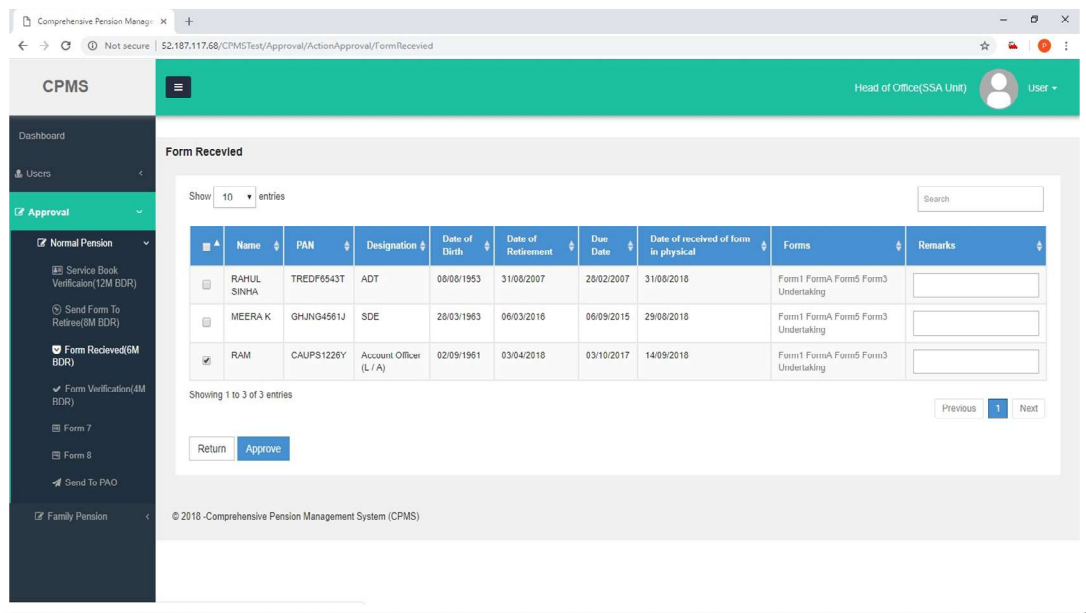 Comprehensive Pension Manage
Not secure | 52.187.117.68/CPMSTest/Approval/ActionApproval/FormRecevied
CPMS
Head of Office(SSA Unit)
User
Dashboard
Users
Approval
Normal Pension
Service Book
Verificaion(12M BDR)
Send Form To
Retiree(8M BDR)
Form Recieved(6M
BDR)
Form Verification(4M
BDR)
Form 7
Form 8
Send To PAO
Family Pension
Form Recevied
Show 10 entries
Search
Name PAN Designation Date of Birth Date of Retirement Due Date Date of received of form in physical Forms Remarks
RAHUL SINHA TREDF6543T ADT 08/08/1953 31/08/2007 28/02/2007 31/08/2018 Form1 FormA Form5 Form3 Undertaking
MEERA K GHJNG4561J SDE 28/03/1963 06/03/2016 06/09/2015 29/08/2018 Form1 FormA Form5 Form3 Undertaking
RAM CAUPS1226Y Account Officer (L / A) 02/09/1961 03/04/2018 03/10/2017 14/09/2018 Form1 FormA Form5 Form3 Undertaking
Showing 1 to 3 of 3 entries
Previous 1 Next
Return Approve
© 2018 -Comprehensive Pension Management System (CPMS)